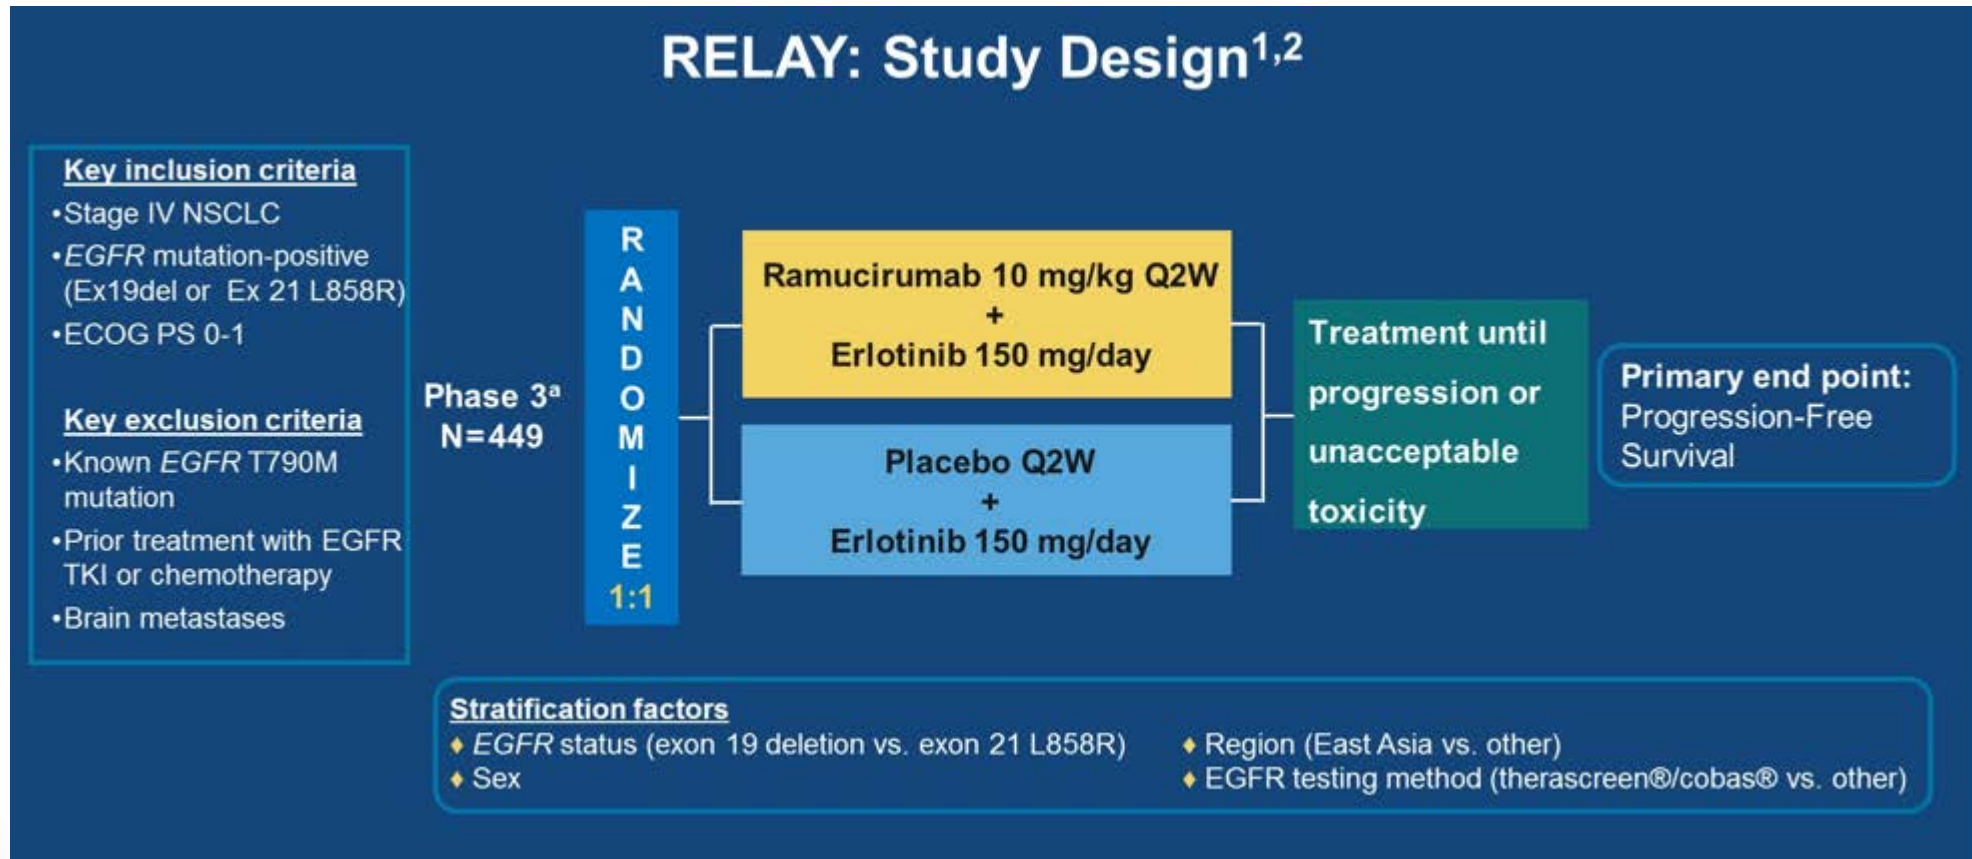 RELAY: Study Design1,2
Key inclusion criteria
•Stage IV NSCLC
•EGFR mutation-positive
(Ex19del or Ex 21 L858R)
•ECOG PS 0-1
Key exclusion criteria
•Known EGFR T790M
mutation
•Prior treatment with EGFR
TKI or chemotherapy
•Brain metastases
Phase 3a
N=449
R
A
N
D
O
M
I
Z
E
1:1
Ramucirumab 10 mg/kg Q2W
+
Erlotinib 150 mg/day
Placebo Q2W
+
Erlotinib 150 mg/day
Treatment until
progression or
unacceptable
toxicity
Primary end point:
Progression-Free
Survival
Stratification factors
♦ EGFR status (exon 19 deletion vs. exon 21 L858R)
♦ Sex
♦ Region (East Asia vs. other)
♦ EGFR testing method (therascreen®/cobas® vs. other)